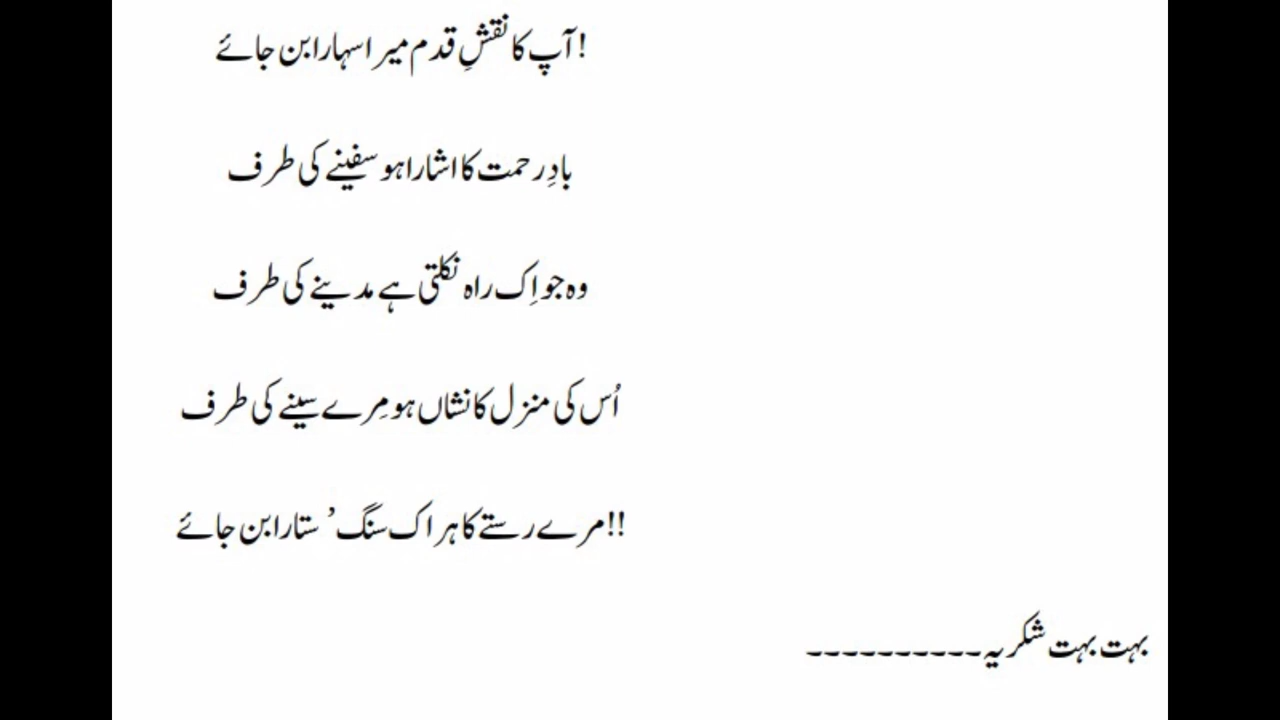 آپ کا نقشِ قدم میرا سہارا بن جائے!
بادِ رحمت کا اشارا ہو سفینے کی طرف
وہ جو اِک راہ نکلتی ہے مدینے کی طرف
اُس کی منزل کا نشاں ہو مِرے سینے کی طرف
مرے رستے کا ہر اک سنگ’ ستارا بن جائے!!
بہت بہت شکریہ۔۔۔۔۔۔۔۔۔۔